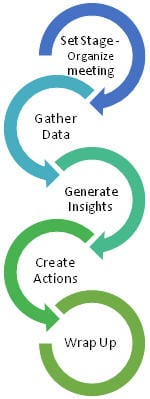 Set Stage -
Organize
meeting
Gather
Data
Generate
Insights
Create
Actions
Wrap Up